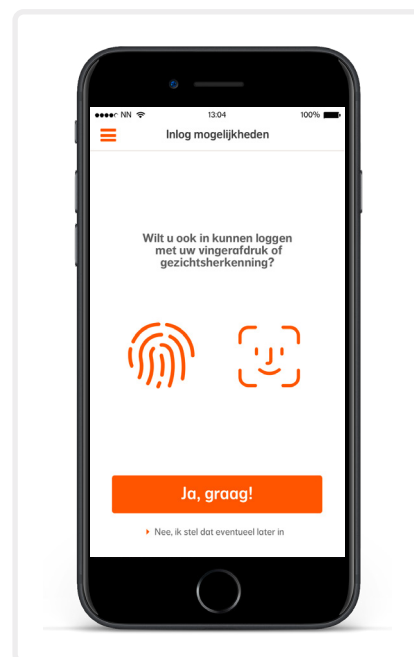 NN 13:04 100%
Inlog mogelijkheden
Wilt u ook in kunnen loggen
met uw vingerafdruk of
gezichtsherkenning?
Ja, graag!
Nee, ik stel dat eventueel later in